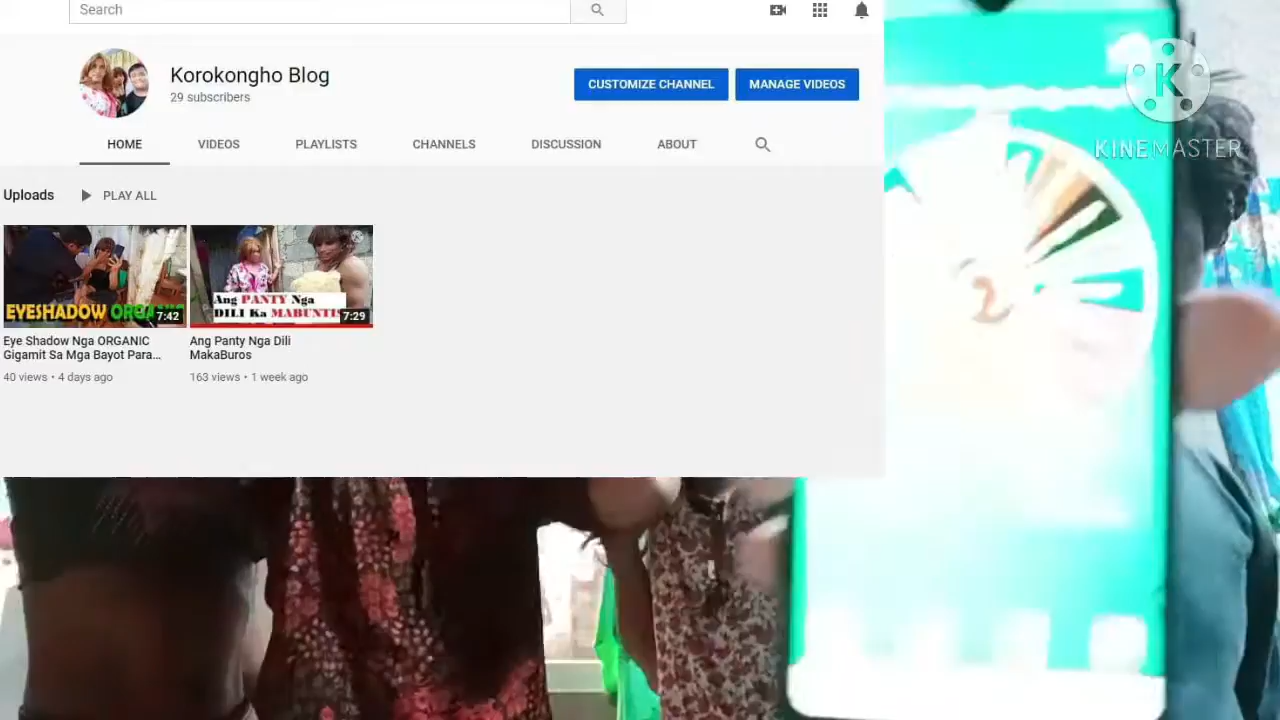 Search
Korokongho Blog
29 subscribers
CUSTOMIZE CHANNEL
MANAGE VIDEOS
HOME
VIDEOS
PLAYLISTS
CHANNELS
DISCUSSION
ABOUT
Uploads
PLAY ALL
EYESHADOW
7:42
Ang PANTY Nga
DILI Ka MABUNTIS
7:29
Eye Shadow Nga ORGANIC
Gigamit Sa Mga Bayot Para...
40 views • 4 days ago
Ang Panty Nga Dili
MakaBuros
163 views • 1 week ago
K
KINEMASTER